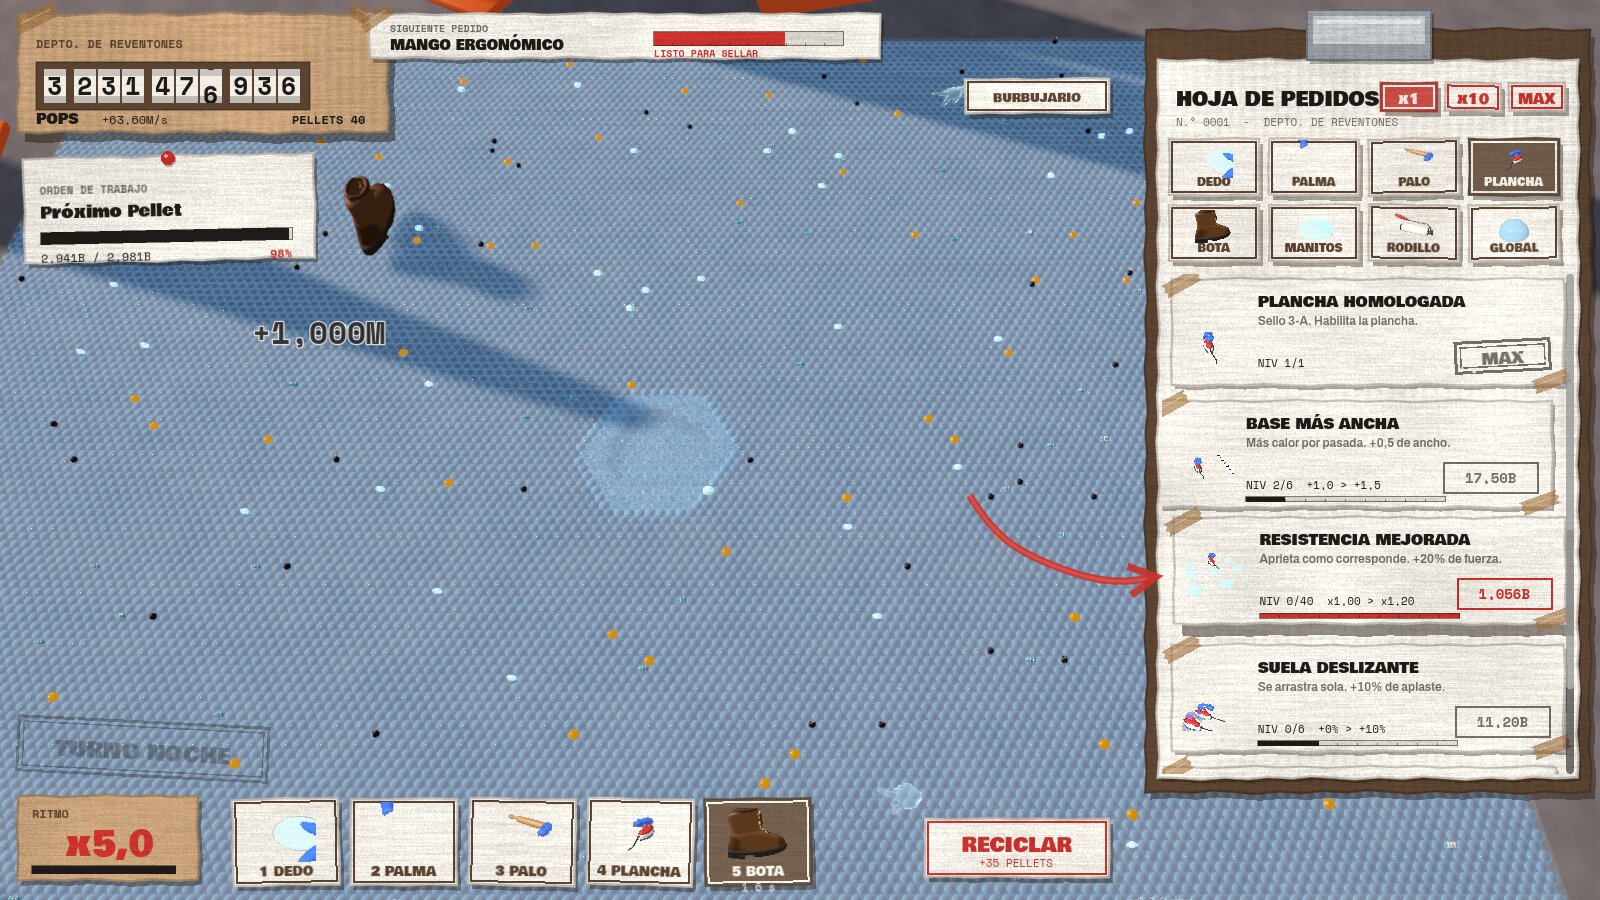 DEPTO. DE REVENTONES
3 231 476 936
POPS +63,60M/s PELLETS 40
SIGUIENTE PEDIDO
MANGO ERGONÓMICO
LISTO PARA SELLAR
ORDEN DE TRABAJO
Próximo Pellet
2,941B / 2,981B 98%
BURBUJARIO
+1,000M
HOJA DE PEDIDOS x1 x10 MAX
N.° 0001 - DEPTO. DE REVENTONES
DEDO PALMA PALO PLANCHA
BOTA MANITOS RODILLO GLOBAL
PLANCHA HOMOLOGADA
Sello 3-A. Habilita la plancha.
NIV 1/1 MAX
BASE MÁS ANCHA
Más calor por pasada. +0,5 de ancho.
NIV 2/6 +1,0 > +1,5 17,50B
RESISTENCIA MEJORADA
Aprieta como corresponde. +20% de fuerza.
NIV 0/40 x1,00 > x1,20 1,056B
SUELA DESLIZANTE
Se arrastra sola. +10% de aplaste.
NIV 0/6 +0% > +10% 11,20B
TURNO NOCHE
RITMO
x5,0
1 DEDO 2 PALMA 3 PALO 4 PLANCHA 5 BOTA
1.6 s
RECICLAR
+35 PELLETS